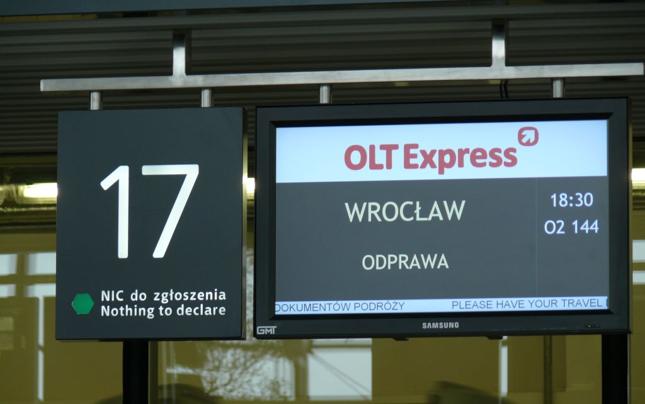 17
NIC do zgłoszenia
Nothing to declare
OLT Express
WROCŁAW
18:30
O2 144
ODPRAWA
DOKUMENTÓW PODRÓŻY PLEASE HAVE YOUR TRAVEL
GMT
SAMSUNG